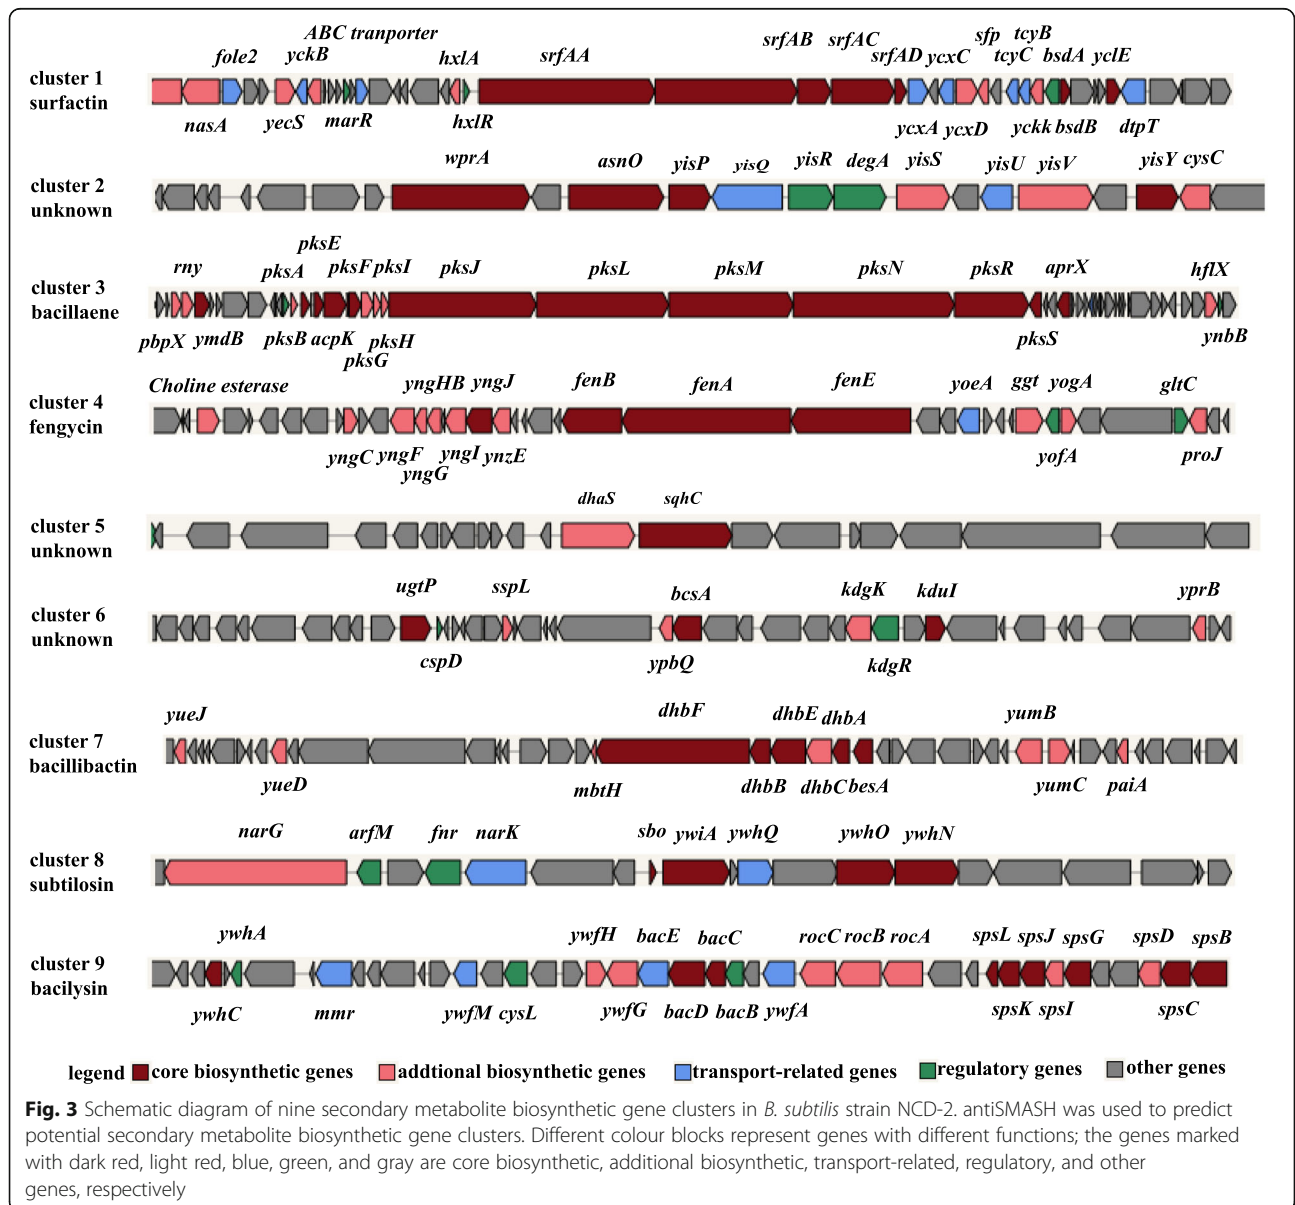 ABC tranporter
fole2 yckB hxlA srfAA srfAB srfAC srfAD ycxC sfp tcyC tcyB bsdA yclE
cluster 1
surfactin
nasA yecS marR hxlR ycxA ycxD yckk bsdB dtpT
wprA asnO yisP yisQ yisR degA yisS yisU yisV yisY cysC
cluster 2
unknown
pksE
rny pksA pksF pksI pksJ pksL pksM pksN pksR aprX hflX
cluster 3
bacillaene
pbpX ymdB pksB acpK pksG pksH pksS ynbB
Choline esterase yngHB yngJ fenB fenA fenE yoeA ggt yogA gltC
cluster 4
fengycin
yngC yngF yngG yngI ynzE yofA proJ
dhaS sqhC
cluster 5
unknown
ugtP sspL bcsA kdgK kduI yprB
cluster 6
unknown
cspD ypbQ kdgR
yueJ dhbF dhbE dhbA yumB
cluster 7
bacillibactin
yueD mbtH dhbB dhbC besA yumC paiA
narG arfM fnr narK sbo ywiA ywhQ ywhO ywhN
cluster 8
subtilosin
ywhA ywfH bacE bacC rocC rocB rocA spsL spsJ spsG spsD spsB
cluster 9
bacilysin
ywhC mmr ywfM cysL ywfG bacD bacB ywfA spsK spsI spsC
legend core biosynthetic genes addtional biosynthetic genes transport-related genes regulatory genes other genes
Fig. 3 Schematic diagram of nine secondary metabolite biosynthetic gene clusters in B. subtilis strain NCD-2. antiSMASH was used to predict
potential secondary metabolite biosynthetic gene clusters. Different colour blocks represent genes with different functions; the genes marked
with dark red, light red, blue, green, and gray are core biosynthetic, additional biosynthetic, transport-related, regulatory, and other
genes, respectively